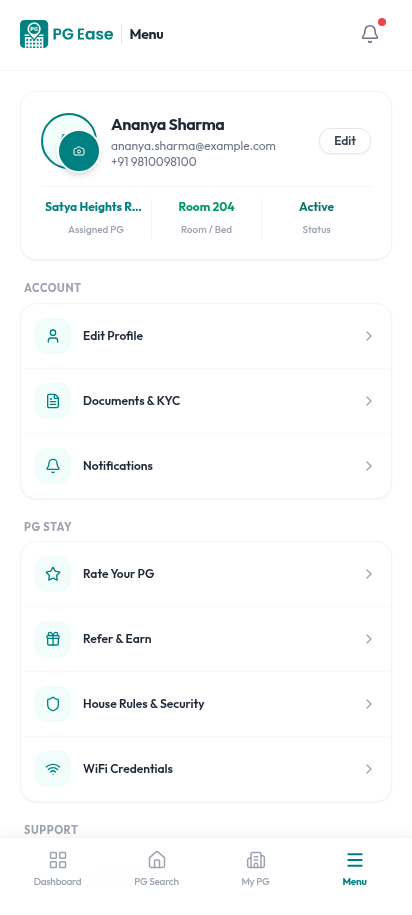 PG
PG Ease
Menu
Ananya Sharma
ananya.sharma@example.com
+91 9810098100
Edit
Satya Heights R...
Room 204
Active
Assigned PG
Room / Bed
Status
ACCOUNT
Edit Profile
Documents & KYC
Notifications
PG STAY
Rate Your PG
Refer & Earn
House Rules & Security
WiFi Credentials
SUPPORT
Dashboard
PG Search
My PG
Menu